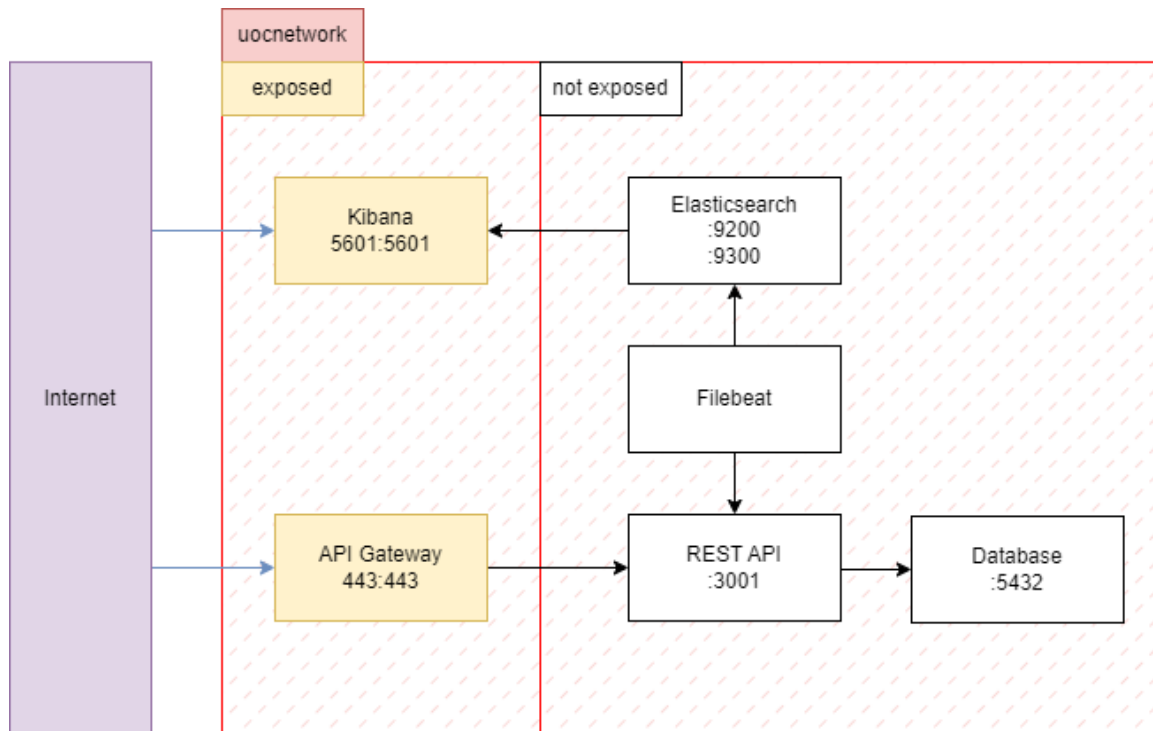 uocnetwork
exposed
not exposed
Kibana
5601:5601
Elasticsearch
:9200
:9300
Internet
Filebeat
API Gateway
443:443
REST API
:3001
Database
:5432